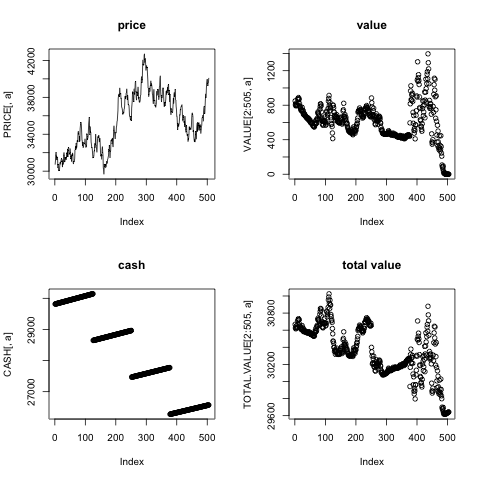 price
value
PRICE[, a]
30000 34000 38000 42000
VALUE[2:505, a]
0 400 800 1200
0 100 200 300 400 500
0 100 200 300 400 500
Index
Index
cash
total value
CASH[, a]
27000 29000
TOTAL.VALUE[2:505, a]
29600 30200 30800
0 100 200 300 400 500
0 100 200 300 400 500
Index
Index